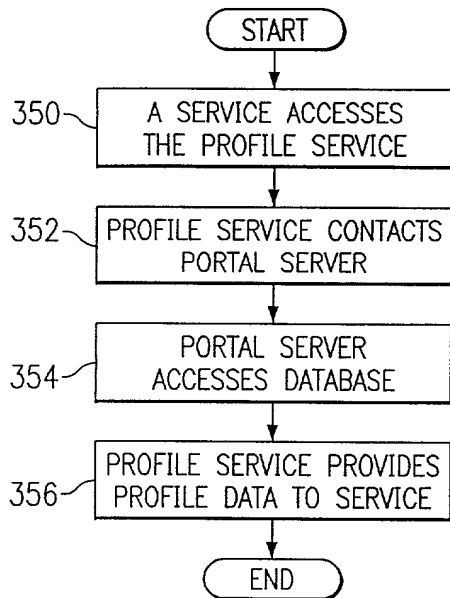 START
350
A SERVICE ACCESSES
THE PROFILE SERVICE
352
PROFILE SERVICE CONTACTS
PORTAL SERVER
354
PORTAL SERVER
ACCESSES DATABASE
356
PROFILE SERVICE PROVIDES
PROFILE DATA TO SERVICE
END